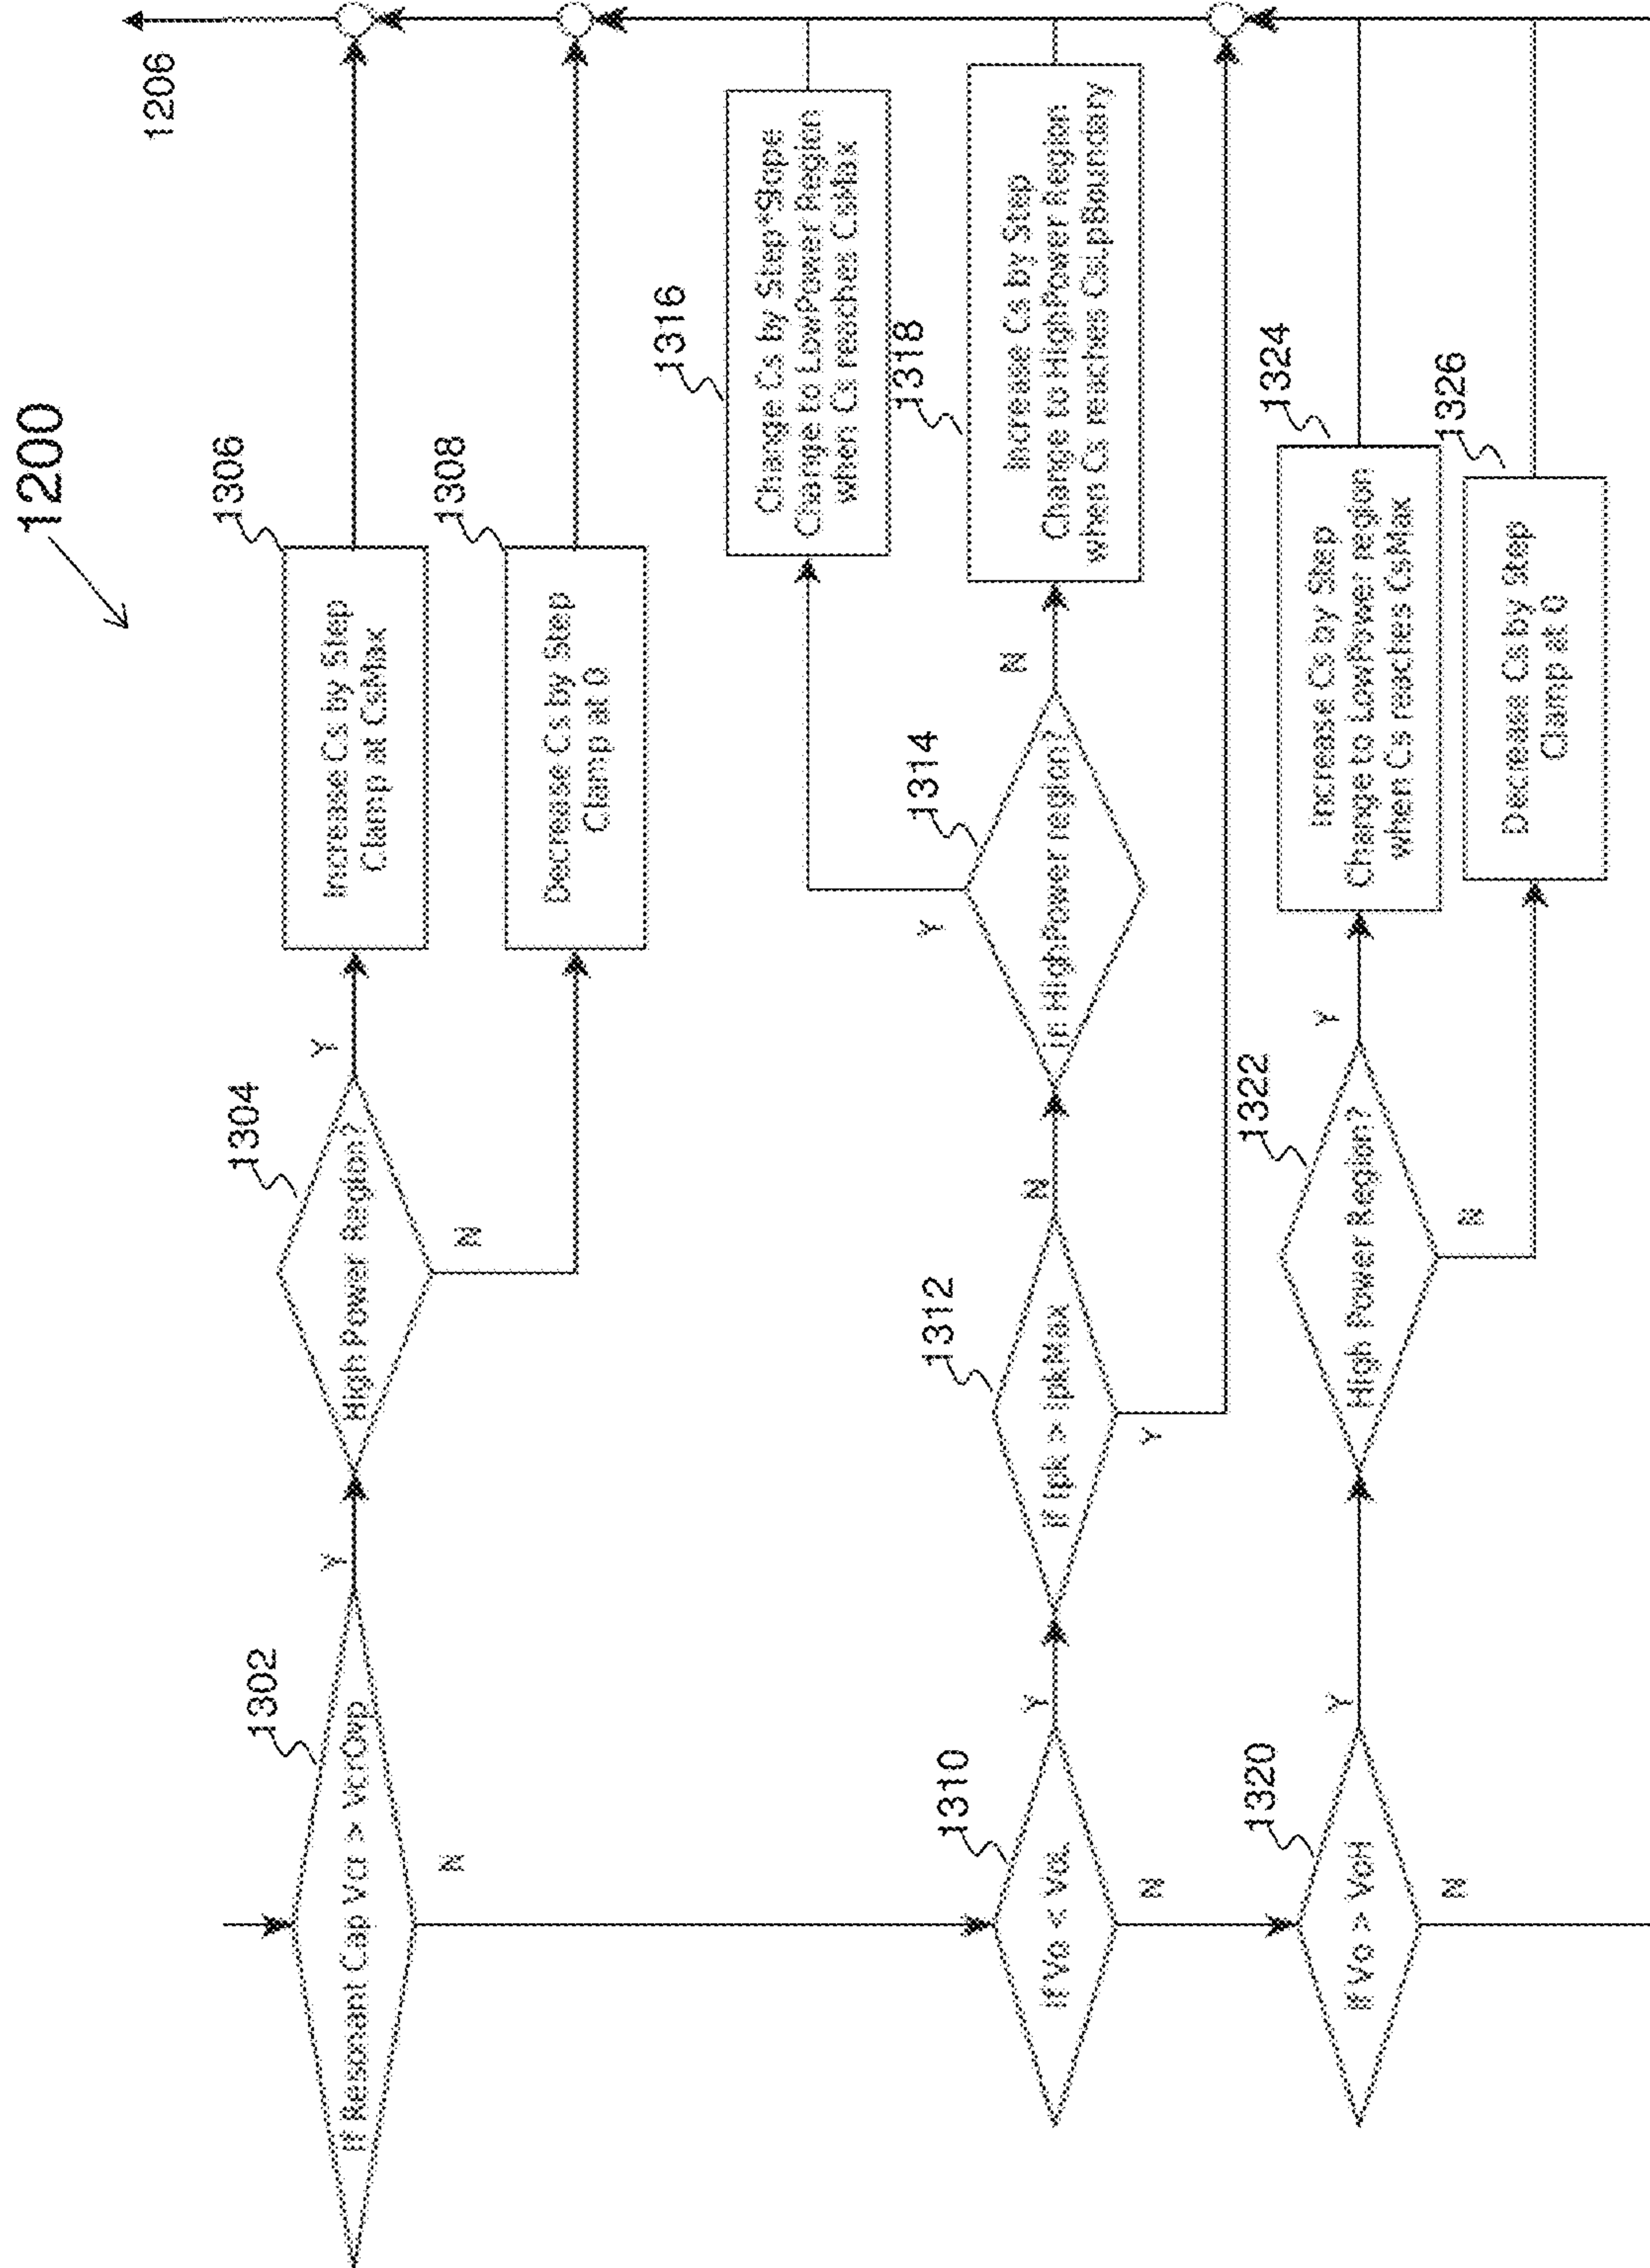 1200
1206
1302
If Resonant Cap Vcr > VcrOvp
Y
N
1304
High Power Region?
Y
N
1306
Increase Cs by Step
Clamp at CsMax
1308
Decrease Cs by Step
Clamp at 0
1310
If Vo < VoL
Y
N
1312
If Ipk > IpkMax
N
Y
1314
in HighPower region?
Y
N
1316
Change Cs by Step*Slope
Change to LowPower Region
when Cs reaches CsMax
1318
Increase Cs by Step
Change to HighPower Region
when Cs reaches CsLpBoundary
1320
If Vo > VoH
Y
N
1322
High Power Region?
Y
N
1324
Increase Cs by Step
Change to LowPower region
when Cs reaches CsMax
1326
Decrease Cs by Step
Clamp at 0